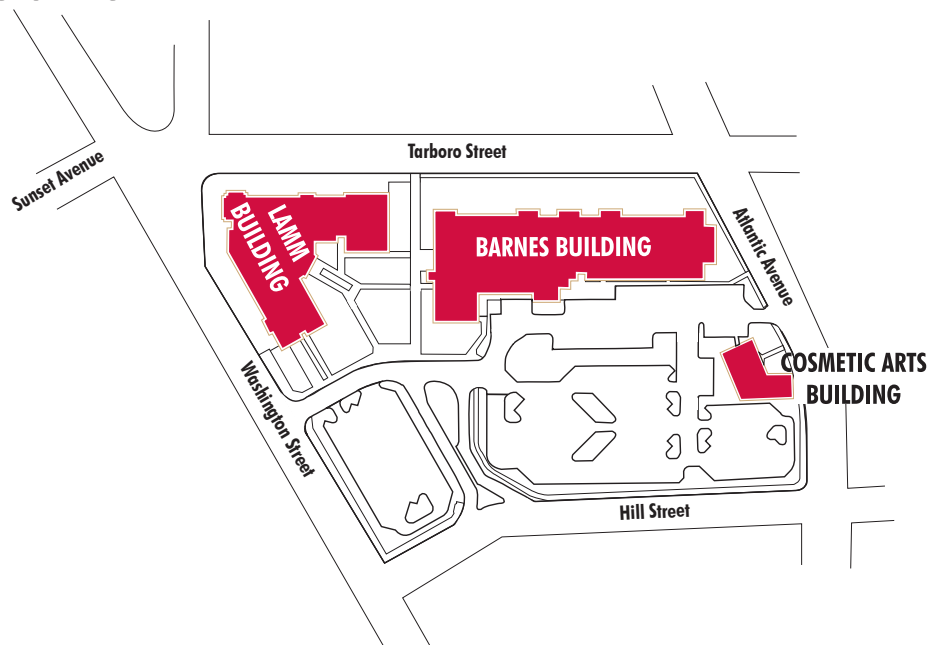 Tarboro Street
Sunset Avenue
LAMM
BUILDING
BARNES BUILDING
Atlantic Avenue
COSMETIC ARTS
BUILDING
Washington Street
Hill Street